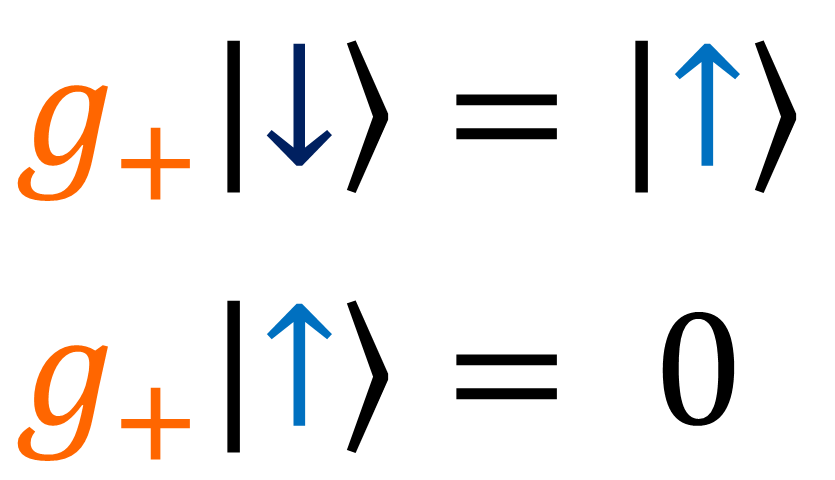 g₊|↓⟩ = |↑⟩
g₊|↑⟩ = 0